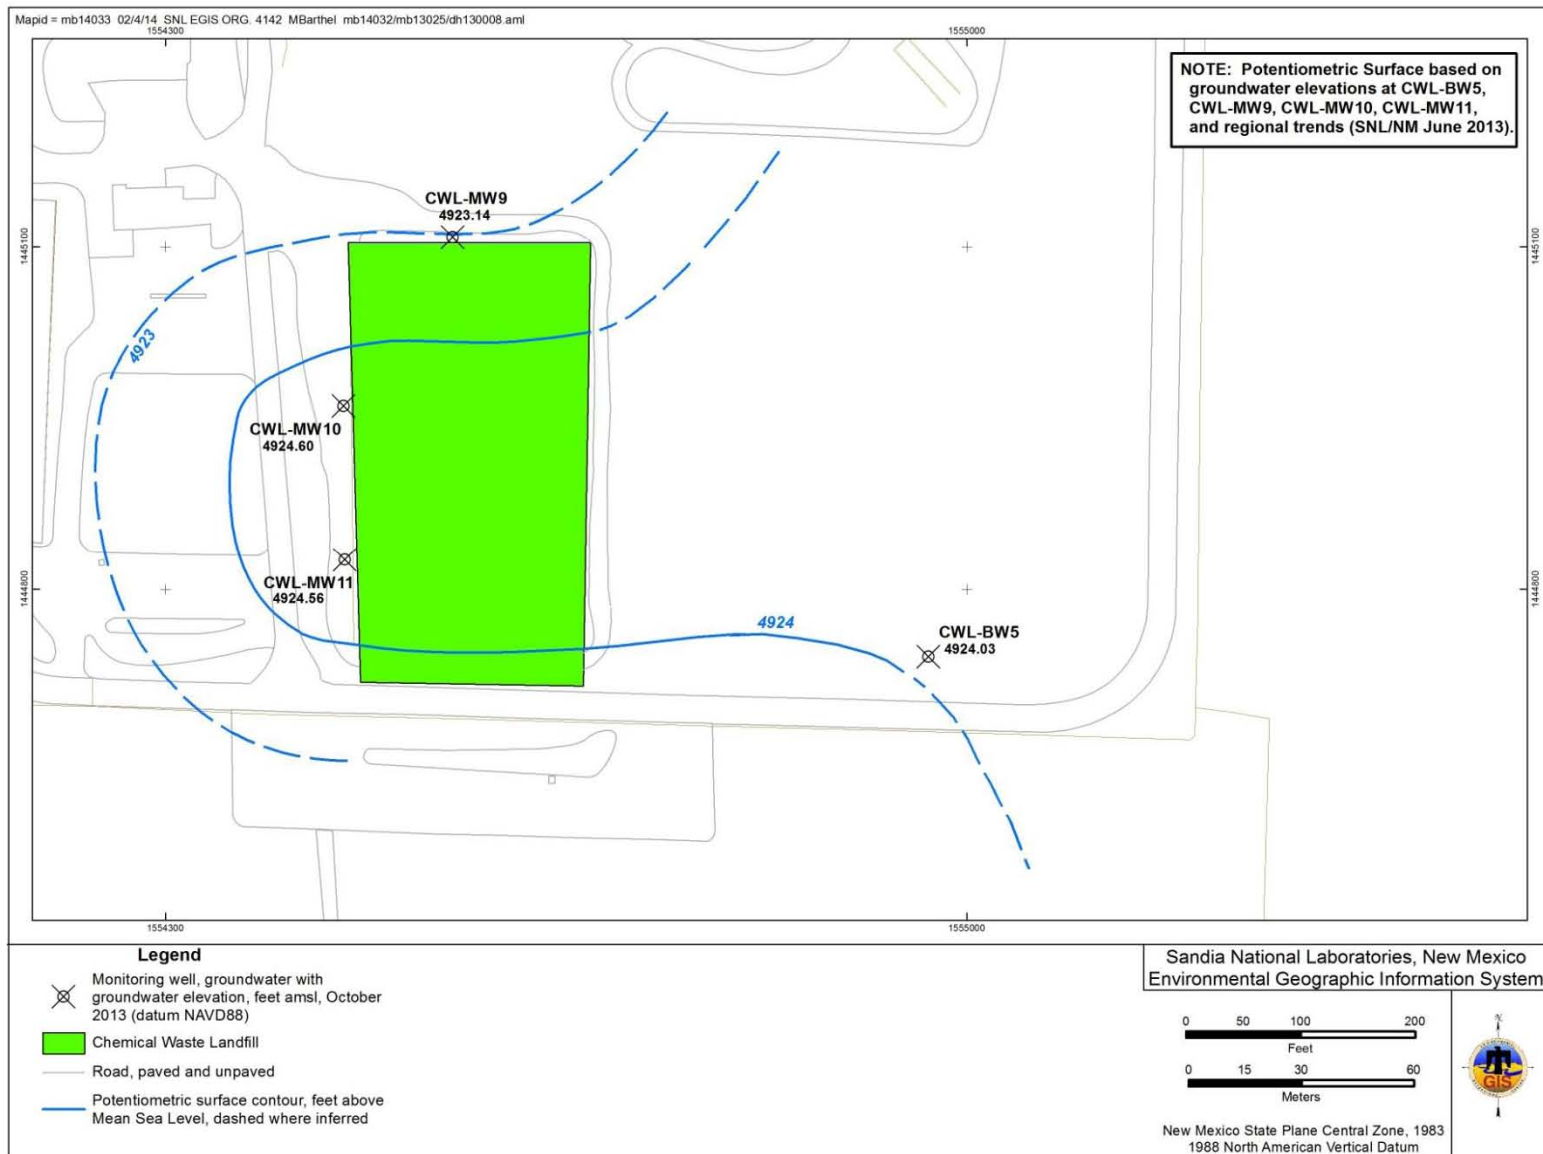 Mapid = mb14033 02/4/14 SNL EGIS ORG. 4142 MBarthel mb14032/mb13025/dh130008.aml
1554300
1555000
NOTE: Potentiometric Surface based on
groundwater elevations at CWL-BW5,
CWL-MW9, CWL-MW10, CWL-MW11,
and regional trends (SNL/NM June 2013).
CWL-MW9
4923.14
1445100
1445100
4923
CWL-MW10
4924.60
CWL-MW11
4924.56
1444800
1444800
4924
CWL-BW5
4924.03
1554300
1555000
Legend
Monitoring well, groundwater with
groundwater elevation, feet amsl, October
2013 (datum NAVD88)
Chemical Waste Landfill
Road, paved and unpaved
Potentiometric surface contour, feet above
Mean Sea Level, dashed where inferred
Sandia National Laboratories, New Mexico
Environmental Geographic Information System
0 50 100 200
Feet
0 15 30 60
Meters
New Mexico State Plane Central Zone, 1983
1988 North American Vertical Datum
N
GIS